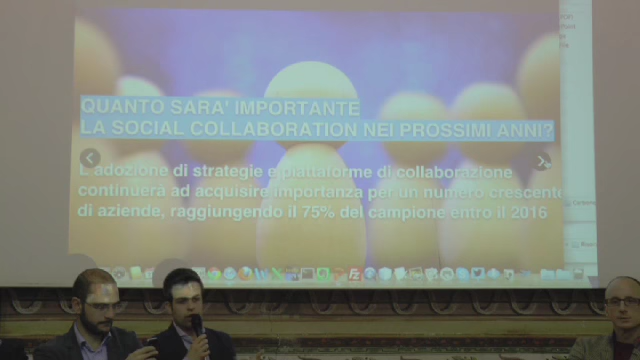 QUANTO SARA' IMPORTANTE
LA SOCIAL COLLABORATION NEI PROSSIMI ANNI?
L'adozione di strategie e piattaforme di collaborazione
continuerà ad acquisire importanza per un numero crescente
di aziende, raggiungendo il 75% del campione entro il 2016